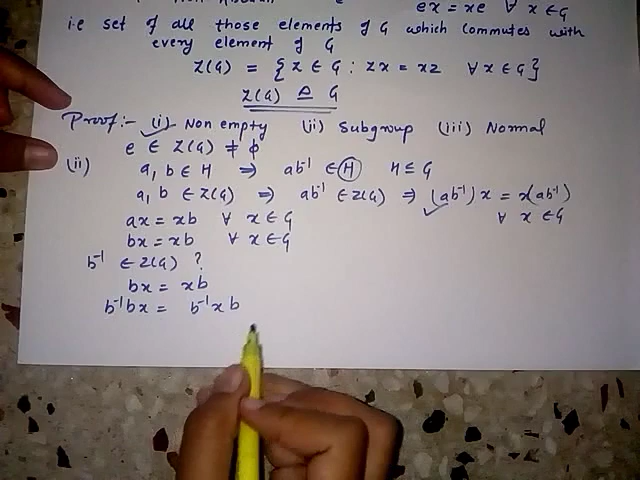 ex = xe ∀ x ∈ G
i.e set of all those elements of G which commutes with
every element of G
Z(G) = {z ∈ G : zx = xz ∀ x ∈ G}
Z(G) ⊴ G
Proof:- (i) Non empty (ii) Subgroup (iii) Normal
e ∈ Z(G) ≠ φ
(ii) a, b ∈ H ⇒ ab⁻¹ ∈ H H ≤ G
a, b ∈ Z(G) ⇒ ab⁻¹ ∈ Z(G) ⇒ (ab⁻¹) x = x(ab⁻¹)
ax = xb ∀ x ∈ G ∀ x ∈ G
bx = xb ∀ x ∈ G
b⁻¹ ∈ Z(G) ?
bx = xb
b⁻¹bx = b⁻¹xb